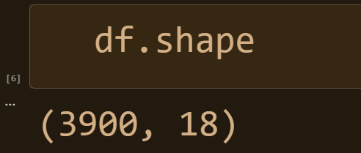 df.shape
[6]
...
(3900, 18)